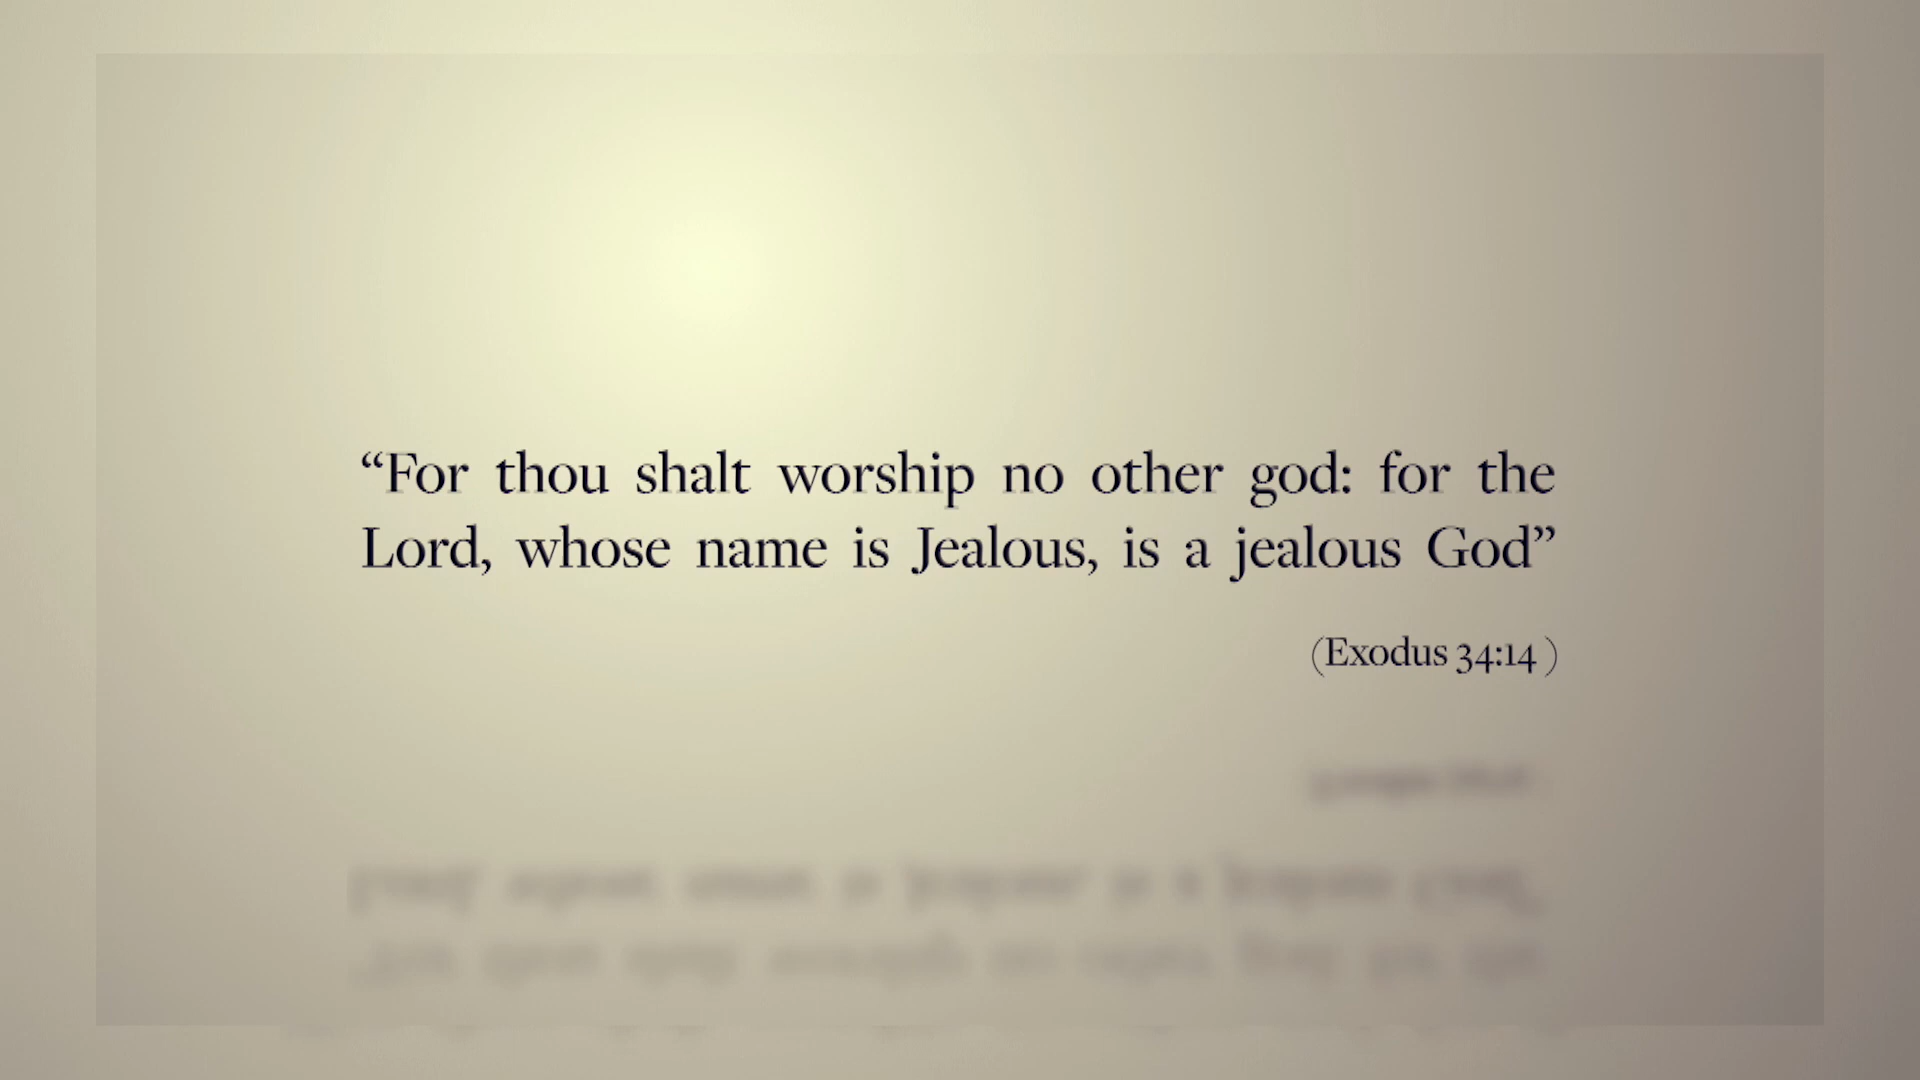 “For thou shalt worship no other god: for the
Lord, whose name is Jealous, is a jealous God”
(Exodus 34:14 )